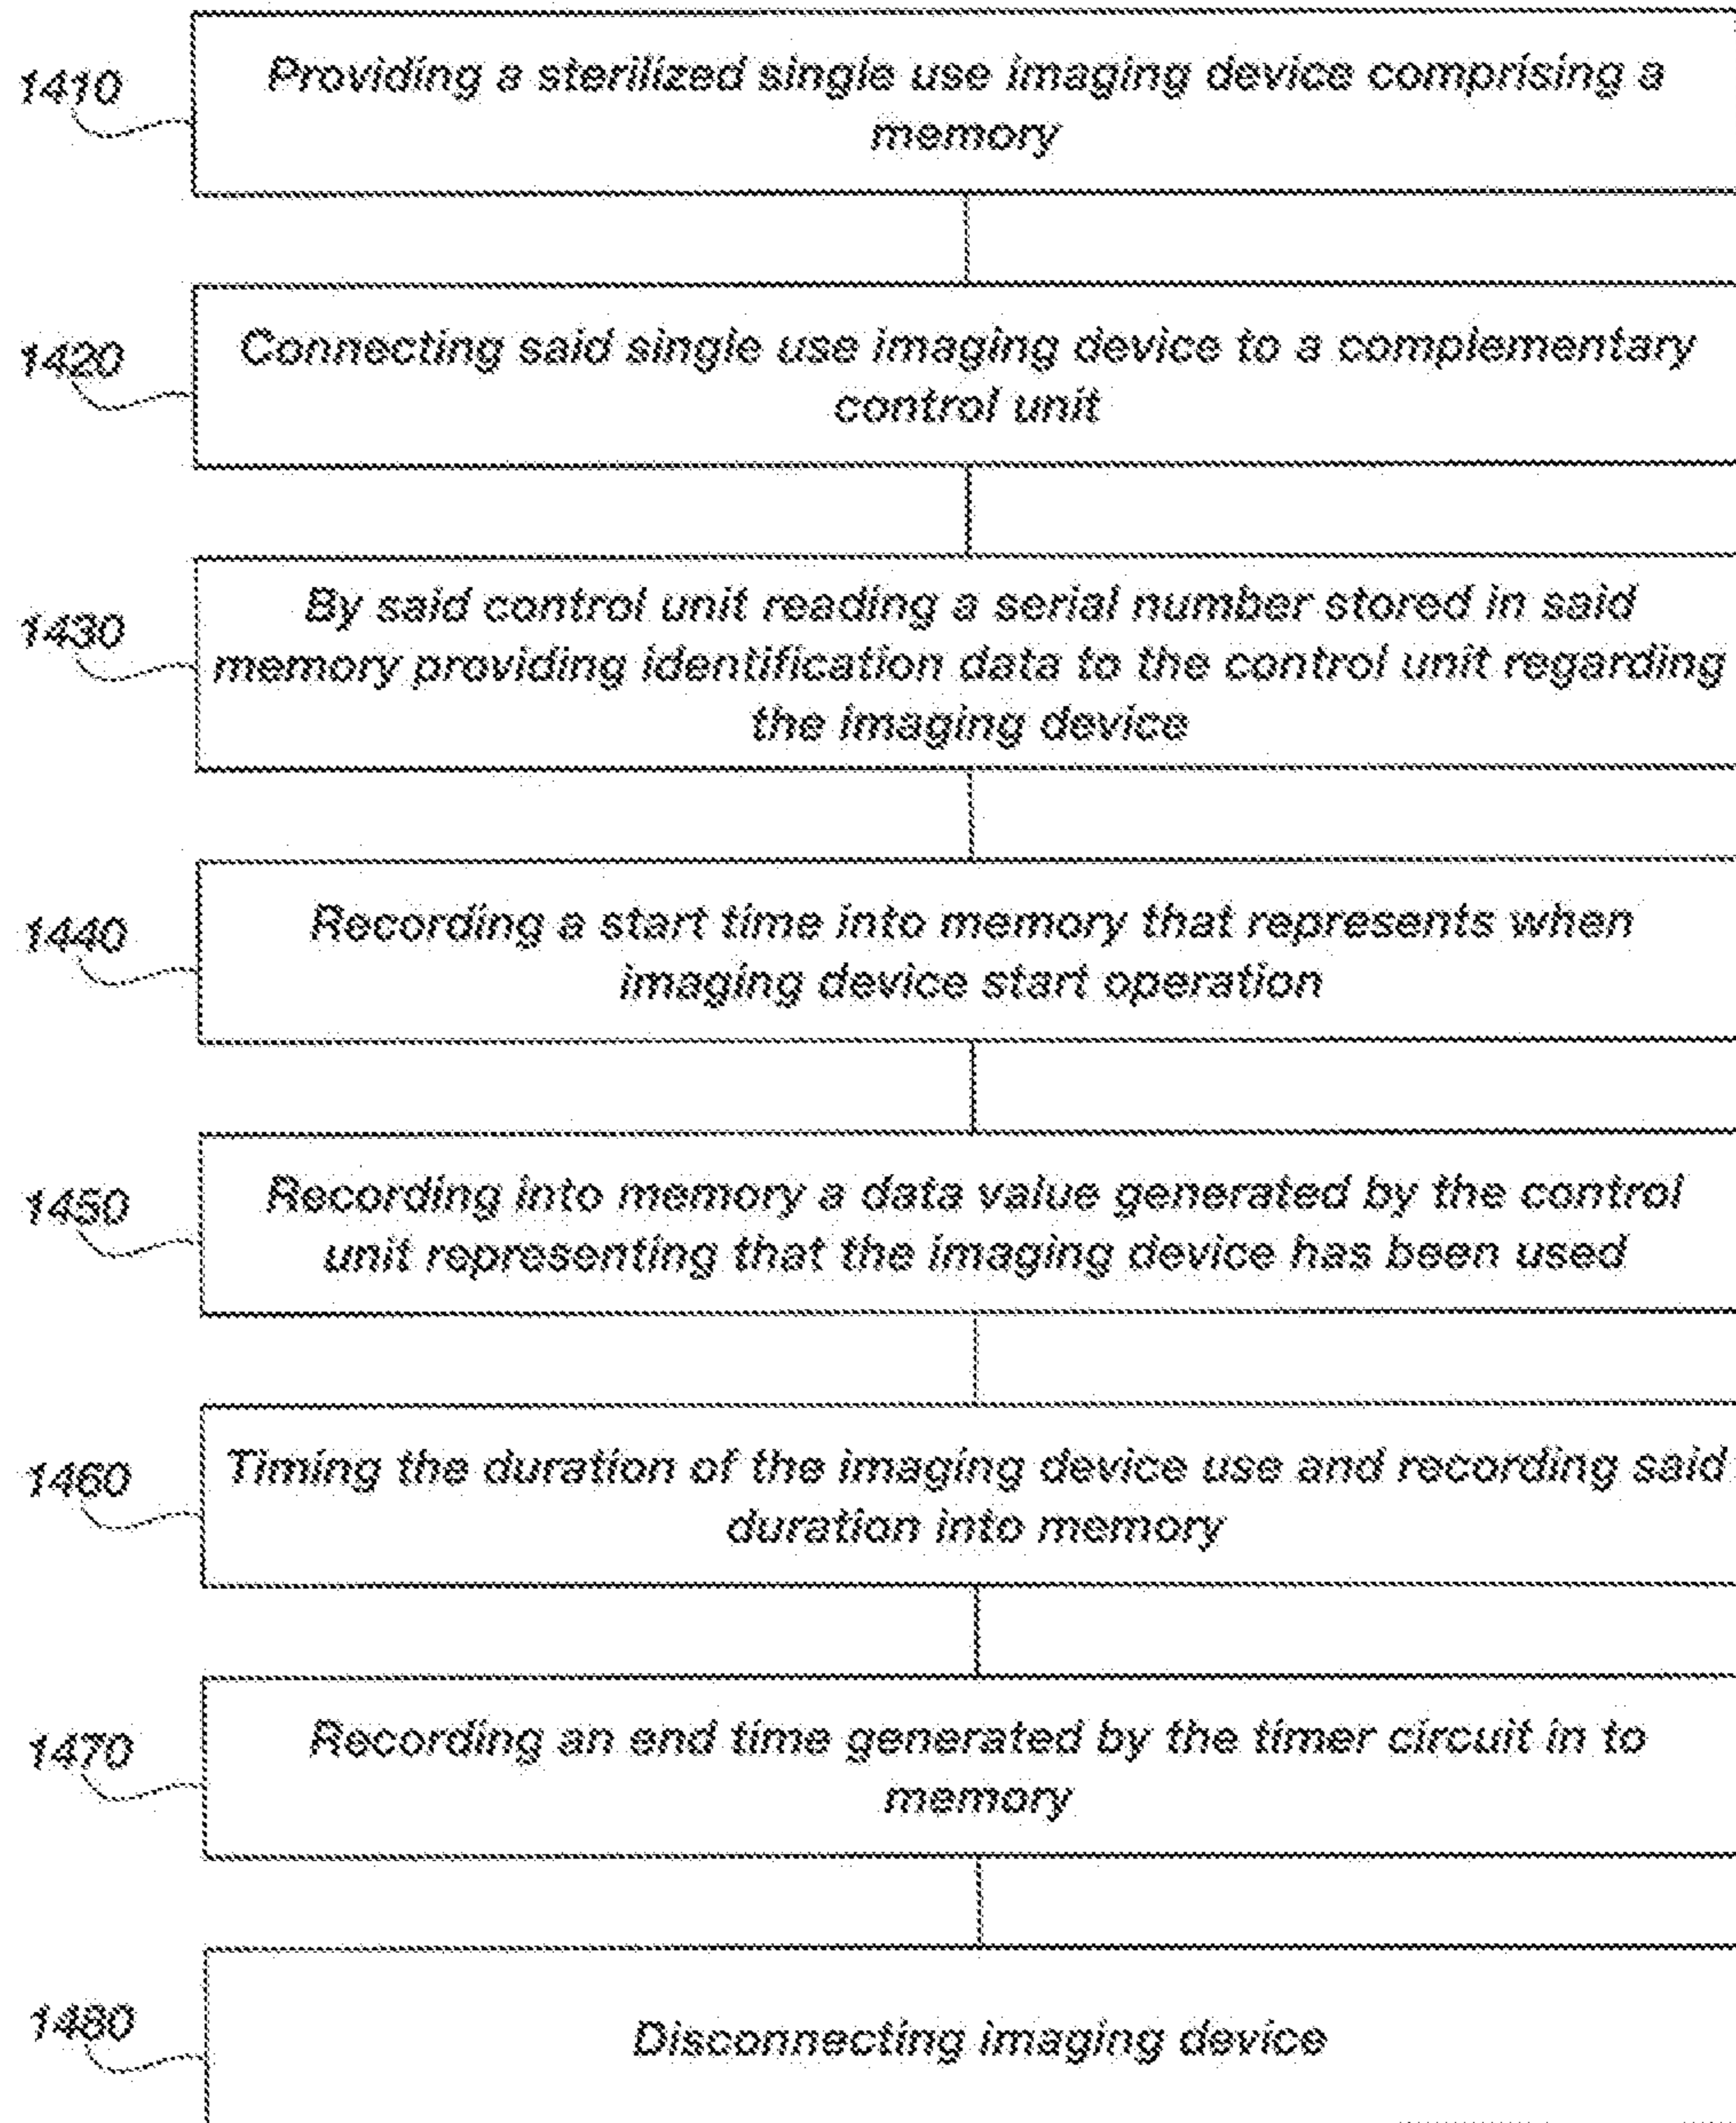 1410
Providing a sterilized single use imaging device comprising a
memory
1420
Connecting said single use imaging device to a complementary
control unit
1430
By said control unit reading a serial number stored in said
memory providing identification data to the control unit regarding
the imaging device
1440
Recording a start time into memory that represents when
imaging device start operation
1450
Recording into memory a data value generated by the control
unit representing that the imaging device has been used
1460
Timing the duration of the imaging device use and recording said
duration into memory
1470
Recording an end time generated by the timer circuit in to
memory
1480
Disconnecting imaging device